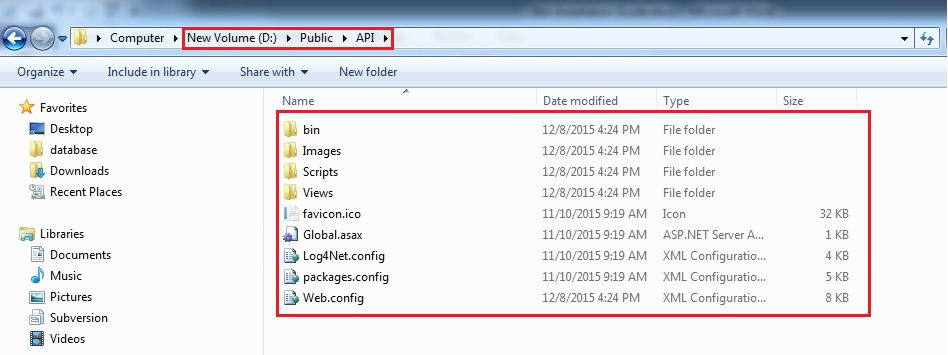 Computer New Volume (D:) Public API
Organize Include in library Share with New folder
Name Date modified Type Size
Favorites
Desktop
database
Downloads
Recent Places
Libraries
Documents
Music
Pictures
Subversion
Videos
bin 12/8/2015 4:24 PM File folder
Images 12/8/2015 4:24 PM File folder
Scripts 12/8/2015 4:24 PM File folder
Views 12/8/2015 4:24 PM File folder
favicon.ico 11/10/2015 9:19 AM Icon 32 KB
Global.asax 11/10/2015 9:19 AM ASP.NET Server A... 1 KB
Log4Net.config 11/10/2015 9:19 AM XML Configuratio... 4 KB
packages.config 11/10/2015 9:19 AM XML Configuratio... 5 KB
Web.config 12/8/2015 4:24 PM XML Configuratio... 8 KB